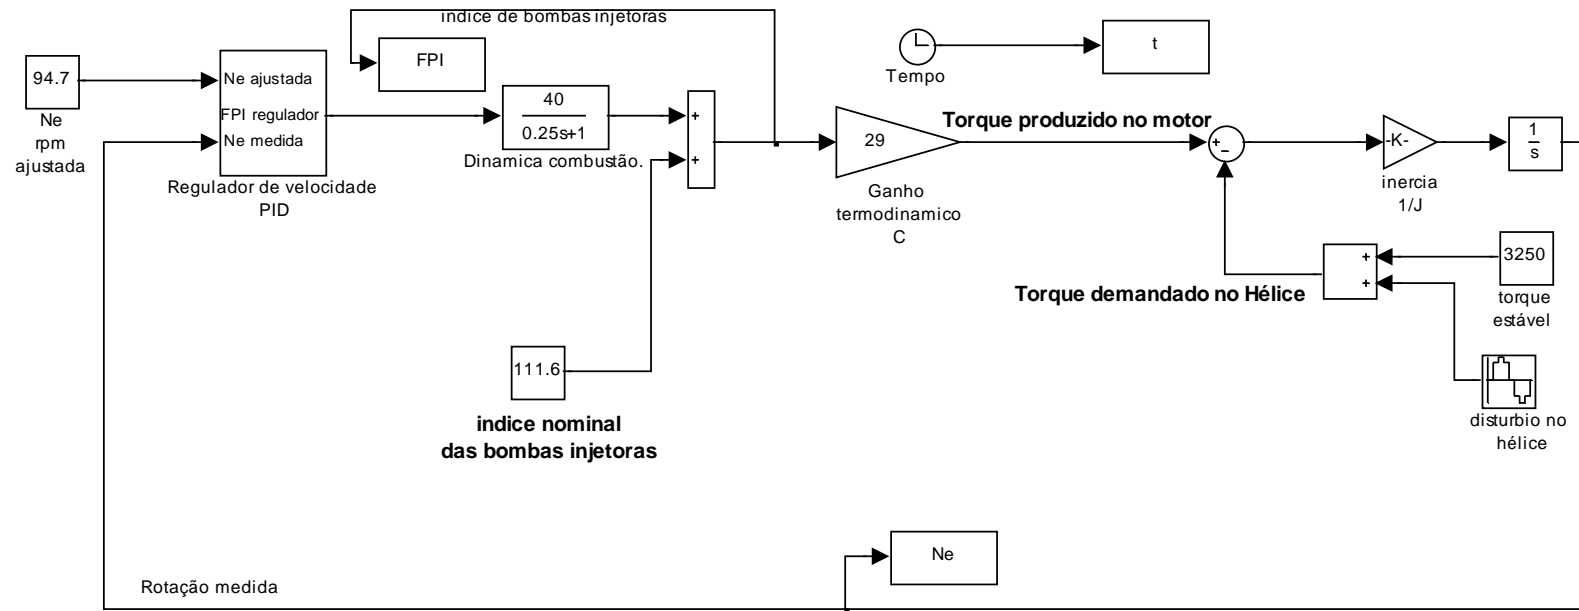 indice de bombas injetoras
FPI
94.7
Ne
rpm
ajustada
Ne ajustada
FPI regulador
Ne medida
Regulador de velocidade
PID
40
0.25s+1
Dinamica combustão.
+
+
Tempo
t
29
Ganho
termodinamico
C
Torque produzido no motor
+
−
-K-
inercia
1/J
1
s
+
+
3250
torque
estável
Torque demandado no Hélice
disturbio no
hélice
111.6
indice nominal
das bombas injetoras
Ne
Rotação medida